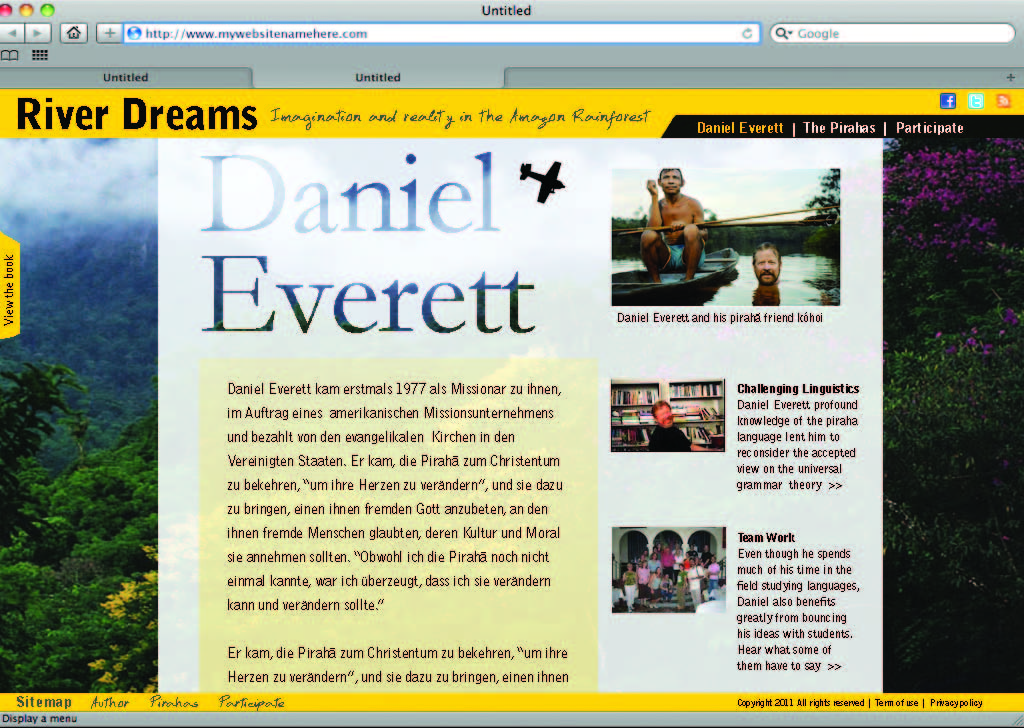 Untitled
http://www.mywebsitenamehere.com
Google
Untitled
Untitled
River Dreams Imagination and reality in the Amazon Rainforest
Daniel Everett | The Pirahas | Participate
View the book
Daniel
Everett
Daniel Everett and his pirahã friend kóhoi
Daniel Everett kam erstmals 1977 als Missionar zu ihnen,
im Auftrag eines amerikanischen Missionsunternehmens
und bezahlt von den evangelikalen Kirchen in den
Vereinigten Staaten. Er kam, die Pirahã zum Christentum
zu bekehren, “um ihre Herzen zu verändern”, und sie dazu
zu bringen, einen ihnen fremden Gott anzubeten, an den
ihnen fremde Menschen glaubten, deren Kultur und Moral
sie annehmen sollten. “Obwohl ich die Pirahã noch nicht
einmal kannte, war ich überzeugt, dass ich sie verändern
kann und verändern sollte.”
Er kam, die Pirahã zum Christentum zu bekehren, “um ihre
Herzen zu verändern”, und sie dazu zu bringen, einen ihnen
Challenging Linguistics
Daniel Everett profound
knowledge of the piraha
language lent him to
reconsider the accepted
view on the universal
grammar theory >>
Team Work
Even though he spends
much of his time in the
field studying languages,
Daniel also benefits
greatly from bouncing
his ideas with students.
Hear what some of
them have to say >>
Sitemap Author Pirahas Participate
Copyright 2011 All rights reserved | Term of use | Privacy policy
Display a menu